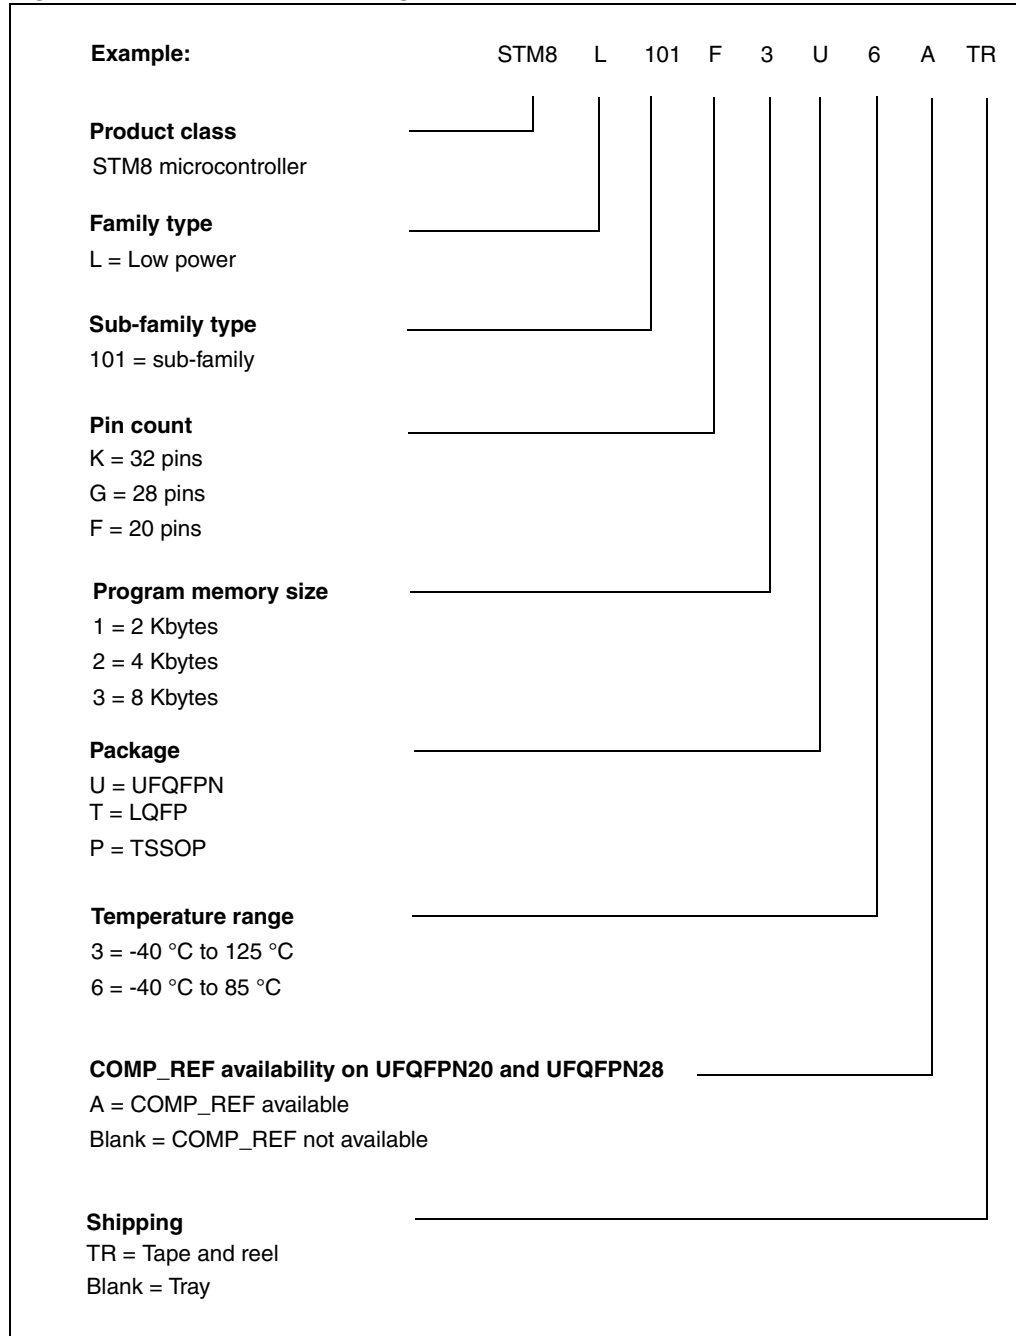 Example: STM8 L 101 F 3 U 6 A TR
Product class
STM8 microcontroller
Family type
L = Low power
Sub-family type
101 = sub-family
Pin count
K = 32 pins
G = 28 pins
F = 20 pins
Program memory size
1 = 2 Kbytes
2 = 4 Kbytes
3 = 8 Kbytes
Package
U = UFQFPN
T = LQFP
P = TSSOP
Temperature range
3 = -40 °C to 125 °C
6 = -40 °C to 85 °C
COMP_REF availability on UFQFPN20 and UFQFPN28
A = COMP_REF available
Blank = COMP_REF not available
Shipping
TR = Tape and reel
Blank = Tray